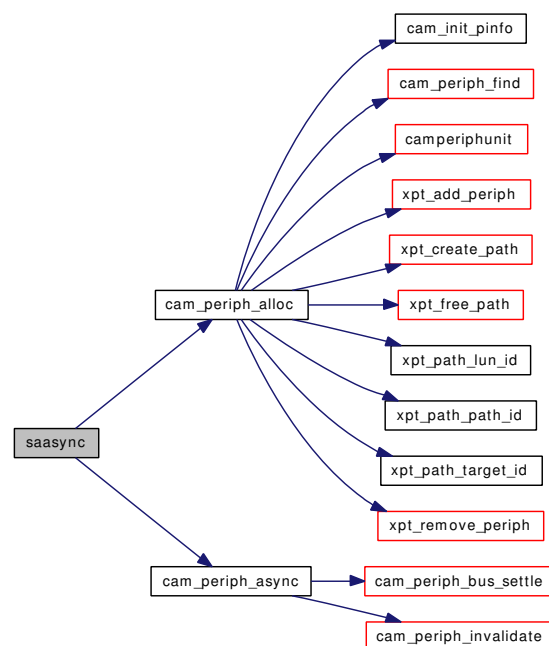 cam_init_pinfo
cam_periph_find
camperiphunit
xpt_add_periph
xpt_create_path
cam_periph_alloc
xpt_free_path
xpt_path_lun_id
xpt_path_path_id
saasync
xpt_path_target_id
xpt_remove_periph
cam_periph_async
cam_periph_bus_settle
cam_periph_invalidate